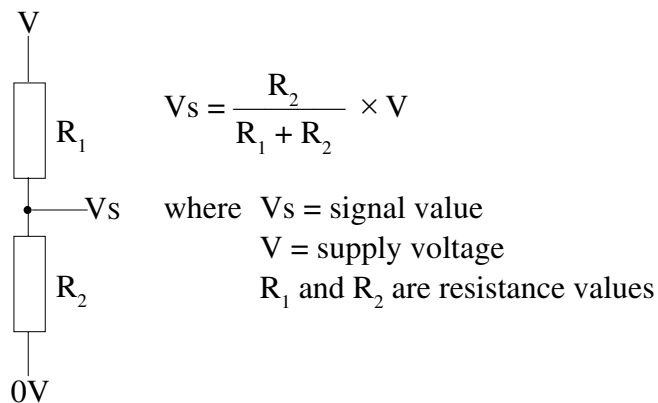 V
R₁
Vs = R₂ / R₁ + R₂ × V
Vs
where Vs = signal value
V = supply voltage
R₁ and R₂ are resistance values
R₂
0V